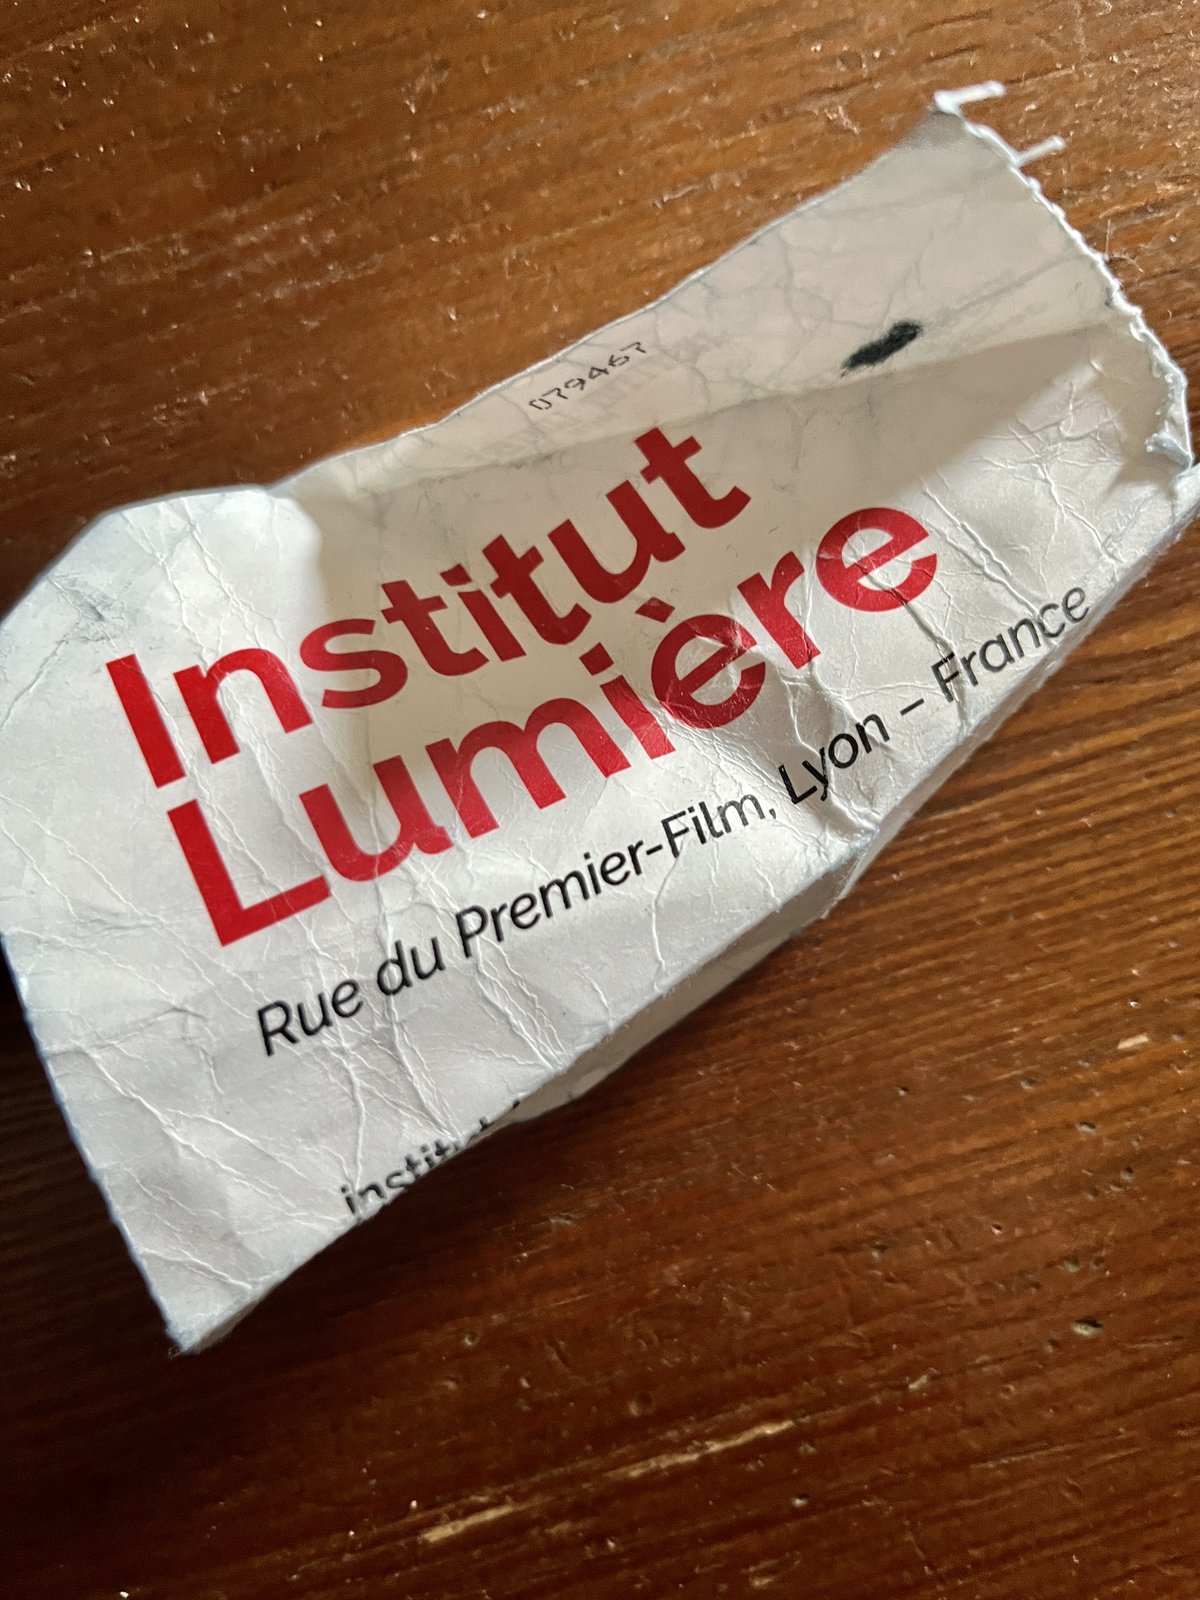 079467
Institut
Lumière
Rue du Premier-Film, Lyon – France